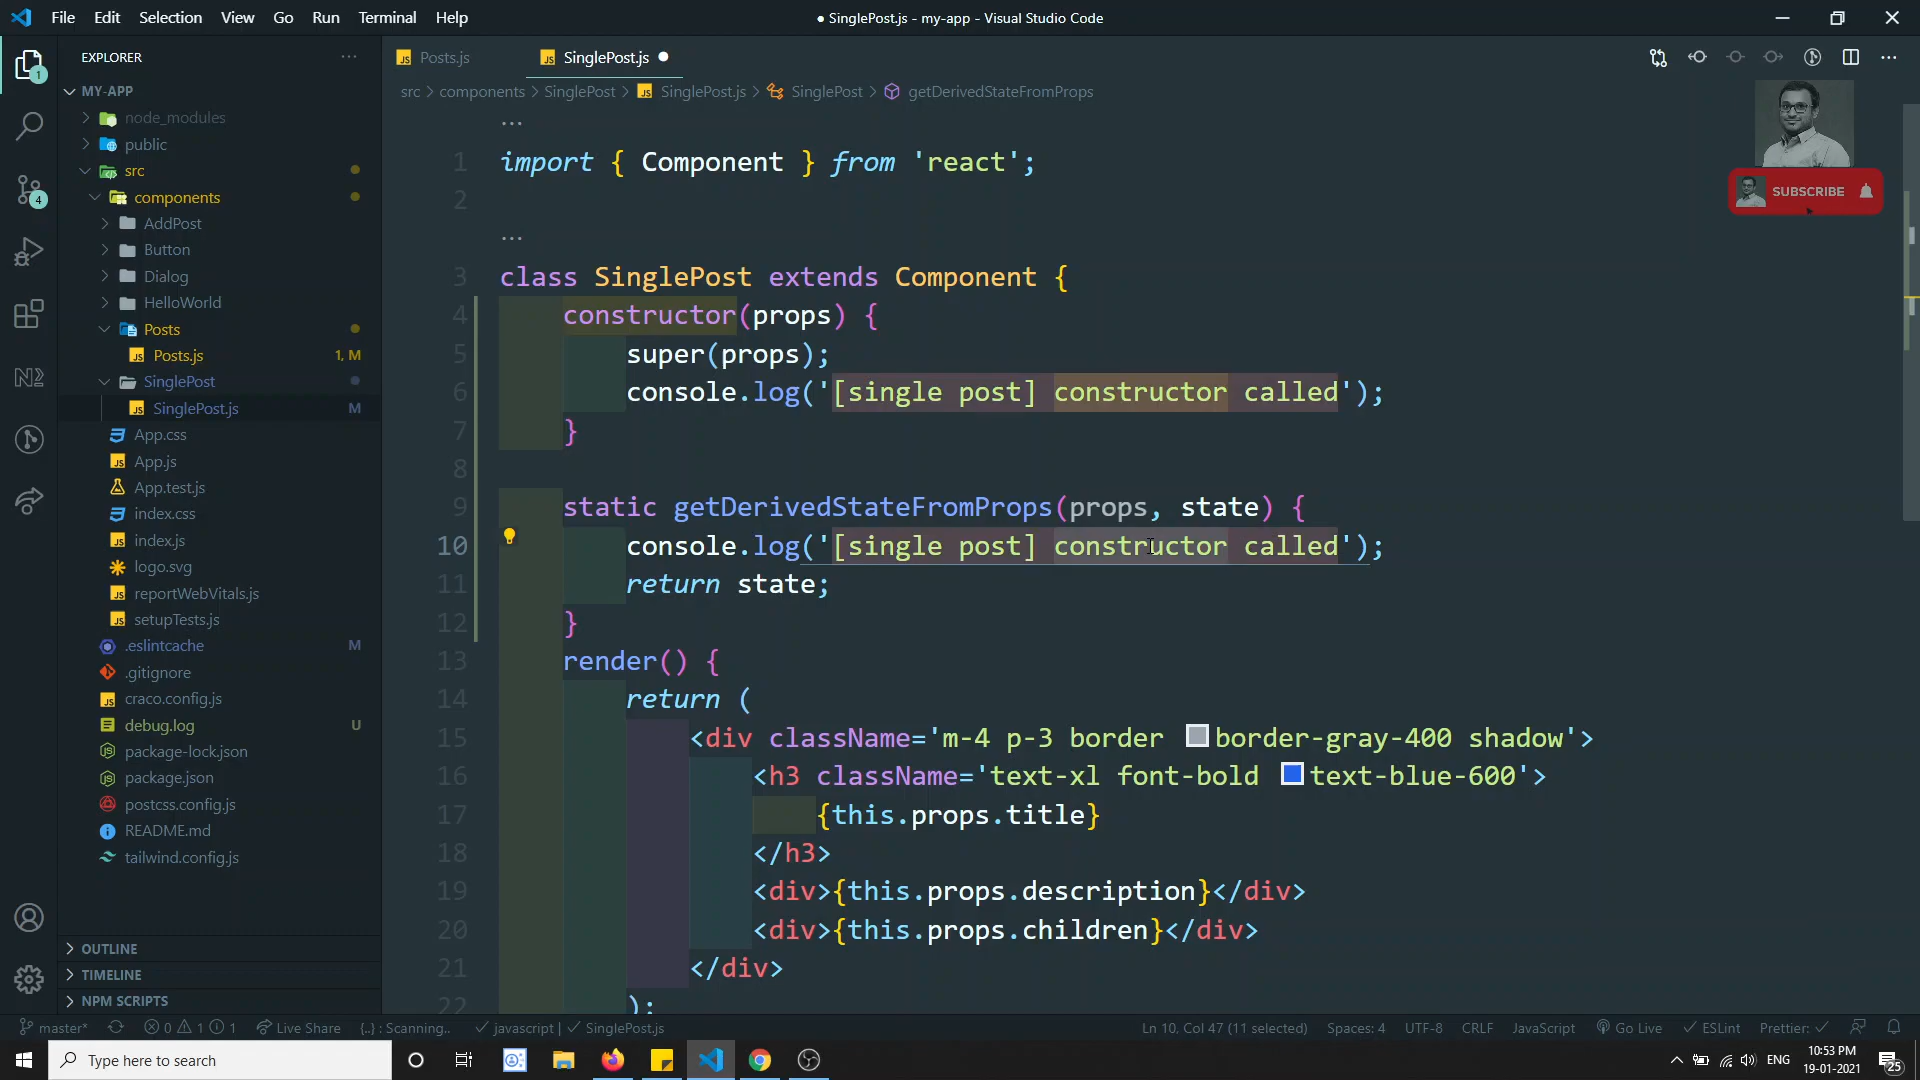 File Edit Selection View Go Run Terminal Help
● SinglePost.js - my-app - Visual Studio Code
EXPLORER
MY-APP
node_modules
public
src
components
AddPost
Button
Dialog
HelloWorld
Posts
Posts.js 1, M
SinglePost
SinglePost.js M
App.css
App.js
App.test.js
index.css
index.js
logo.svg
reportWebVitals.js
setupTests.js
.eslintcache M
.gitignore
craco.config.js
debug.log U
package-lock.json
package.json
postcss.config.js
README.md
tailwind.config.js
OUTLINE
TIMELINE
NPM SCRIPTS
1
4
Posts.js SinglePost.js ●
src > components > SinglePost > SinglePost.js > SinglePost > getDerivedStateFromProps
SUBSCRIBE
...
1 import { Component } from 'react';
2
...
3 class SinglePost extends Component {
4 constructor(props) {
5 super(props);
6 console.log('[single post] constructor called');
7 }
8
9 static getDerivedStateFromProps(props, state) {
10 console.log('[single post] constructor called');
11 return state;
12 }
13 render() {
14 return (
15 <div className='m-4 p-3 border border-gray-400 shadow'>
16 <h3 className='text-xl font-bold text-blue-600'>
17 {this.props.title}
18 </h3>
19 <div>{this.props.description}</div>
20 <div>{this.props.children}</div>
21 </div>
22 );
master* 0 1 1 Live Share {..} : Scanning.. javascript | SinglePost.js Ln 10, Col 47 (11 selected) Spaces: 4 UTF-8 CRLF JavaScript Go Live ESLint Prettier:
Type here to search
ENG
10:53 PM
19-01-2021
25